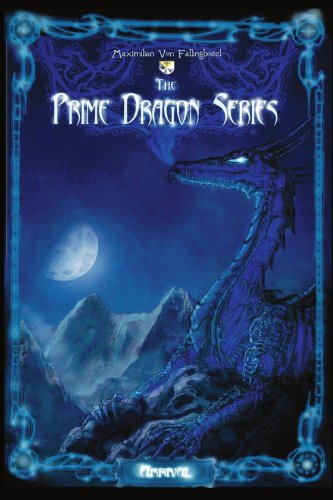 Maximilian Von Fallingbostel
The
Prime Dragon Series
Arrival